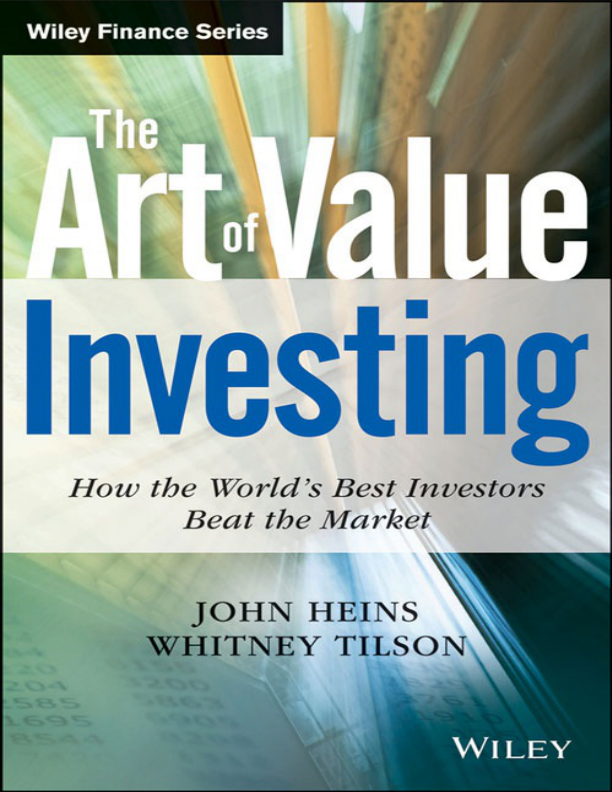 Wiley Finance Series
The
Art of Value
Investing
How the World's Best Investors
Beat the Market
JOHN HEINS
WHITNEY TILSON
1695
WILEY